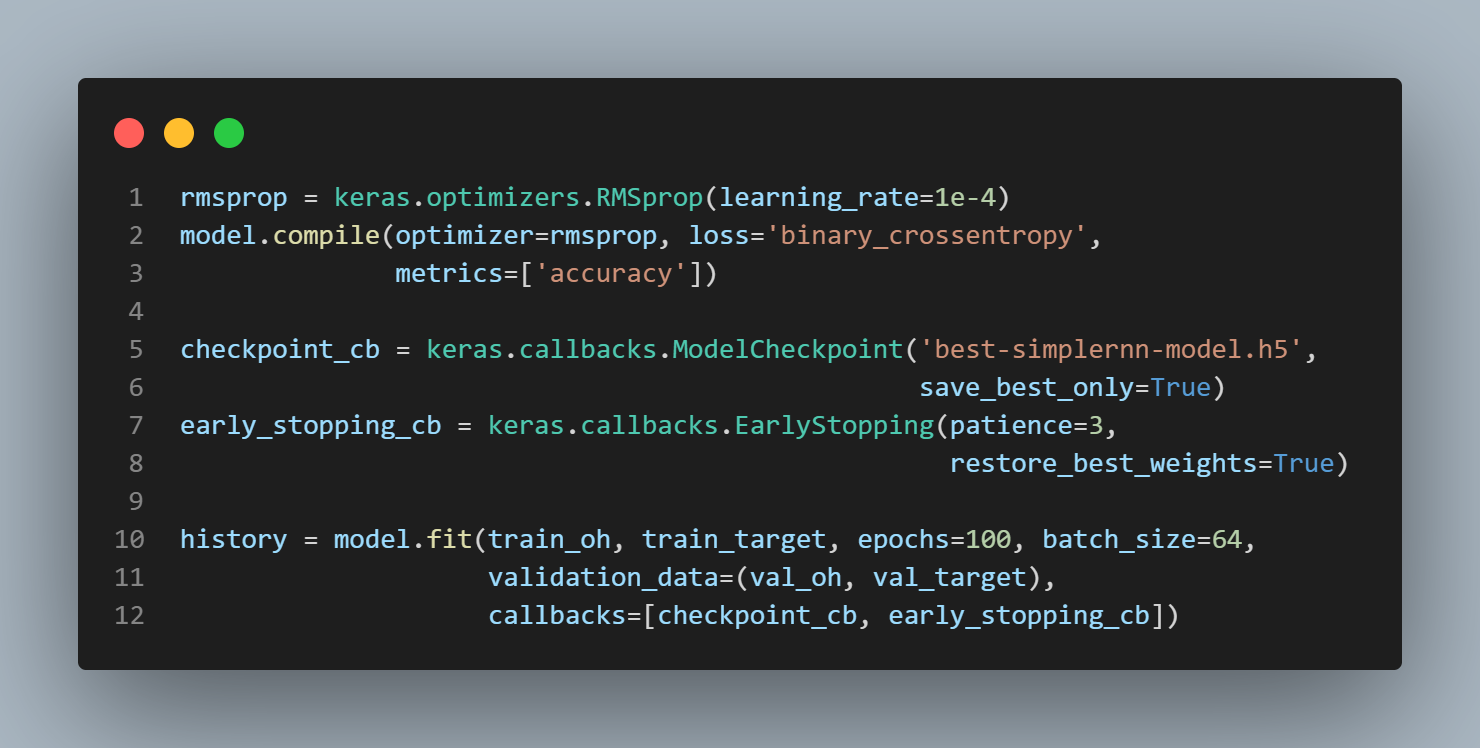 1 rmsprop = keras.optimizers.RMSprop(learning_rate=1e-4)
2 model.compile(optimizer=rmsprop, loss='binary_crossentropy',
3               metrics=['accuracy'])
4
5 checkpoint_cb = keras.callbacks.ModelCheckpoint('best-simplernn-model.h5',
6                                                 save_best_only=True)
7 early_stopping_cb = keras.callbacks.EarlyStopping(patience=3,
8                                                   restore_best_weights=True)
9
10 history = model.fit(train_oh, train_target, epochs=100, batch_size=64,
11                     validation_data=(val_oh, val_target),
12                     callbacks=[checkpoint_cb, early_stopping_cb])